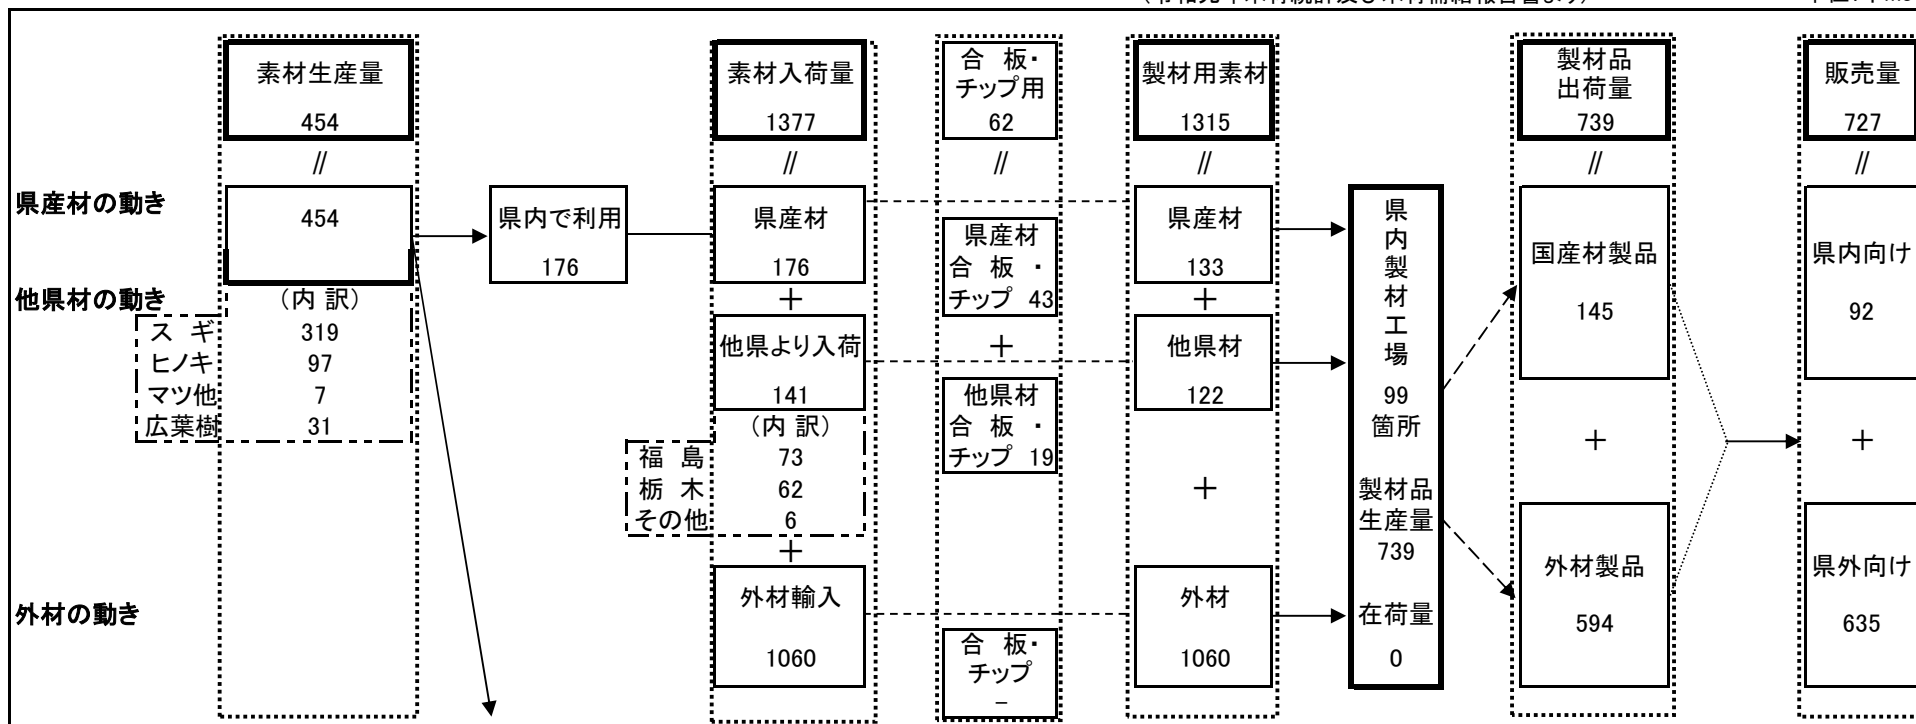 素材生産量
454
素材入荷量
1377
合 板・
チップ用
62
製材用素材
1315
製材品
出荷量
739
販売量
727
〃
〃
〃
〃
〃
〃
県産材の動き
454
県内で利用
176
県産材
176
県産材
合 板 ・
チップ 43
県産材
133
県内製材工場
99
箇所
製材品
生産量
739
在荷量
0
国産材製品
145
県内向け
92
他県材の動き
(内 訳)
ス ギ 319
ヒノキ 97
マツ他 7
広葉樹 31
+
他県より入荷
141
(内 訳)
福 島 73
栃 木 62
その他 6
+
+
他県材
合 板 ・
チップ 19
+
他県材
122
+
+
+
外材の動き
外材輸入
1060
合 板・
チップ
-
外材
1060
外材製品
594
県外向け
635